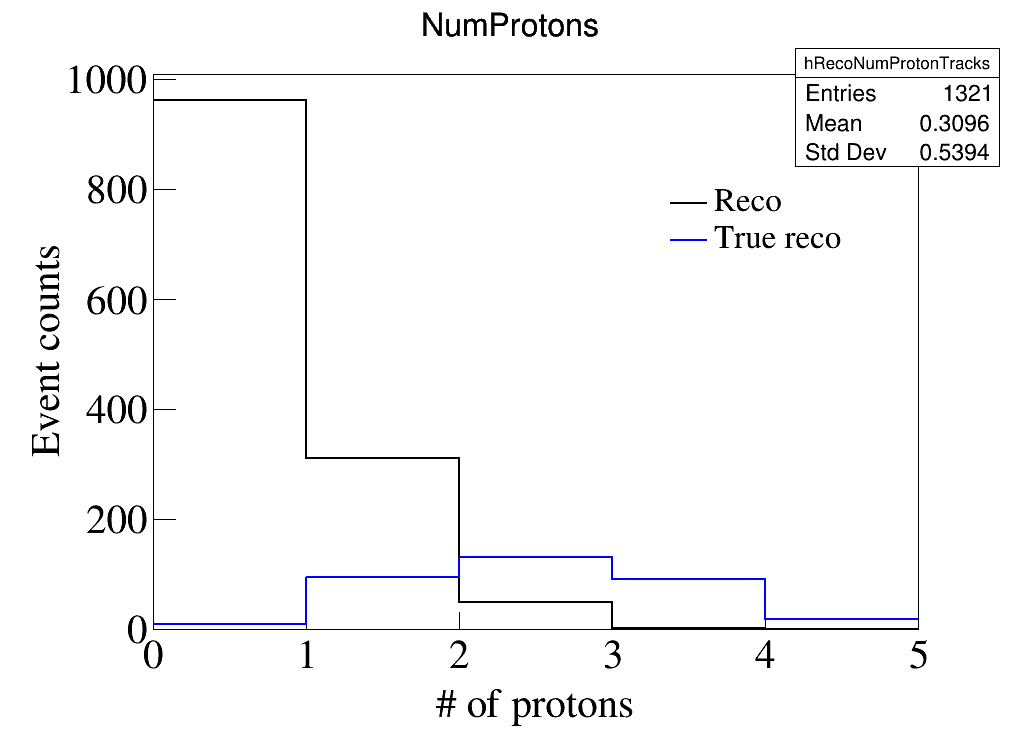 NumProtons
hRecoNumProtonTracks
Entries 1321
Mean 0.3096
Std Dev 0.5394
Reco
True reco
Event counts
1000
800
600
400
200
0
0 1 2 3 4 5
# of protons